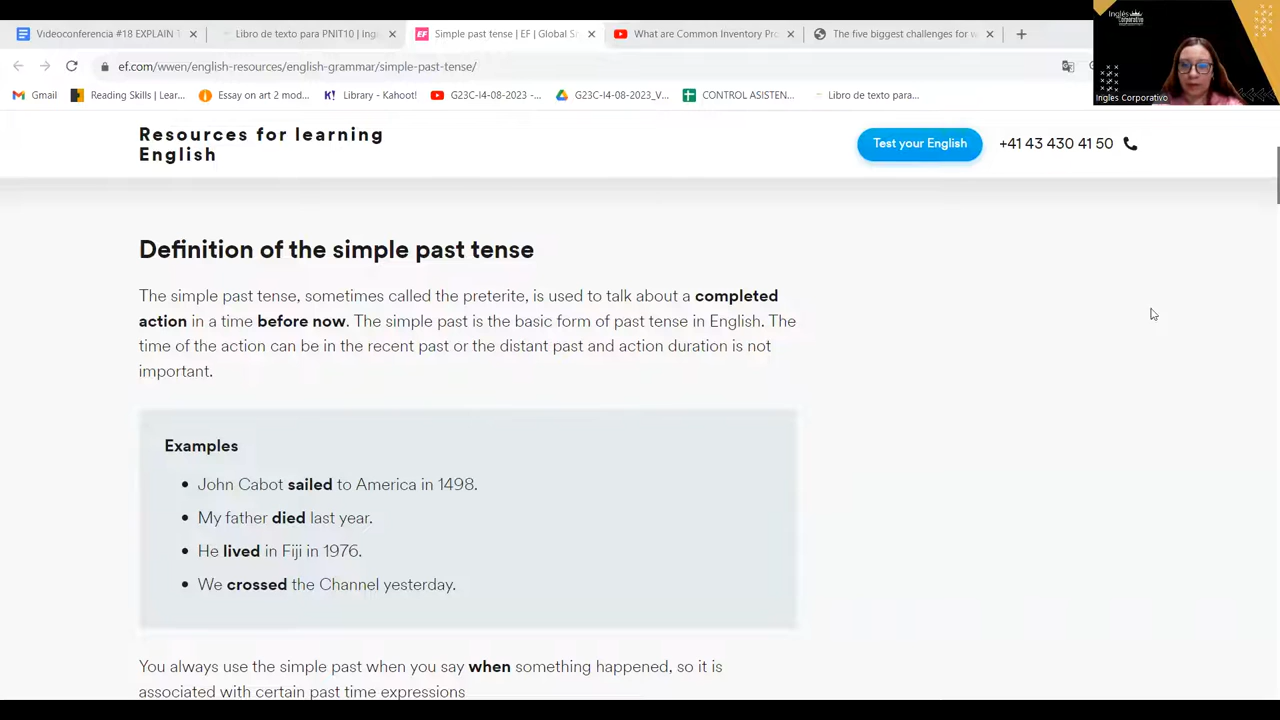 Videoconferencia #18 EXPLAIN T
Libro de texto para PNIT10 | Ing
Simple past tense | EF | Global S
What are Common Inventory Pro
The five biggest challenges for w
ef.com/wwen/english-resources/english-grammar/simple-past-tense/
Gmail
Reading Skills | Lear...
Essay on art 2 mod...
Library - Kano...
G23C-I4-08-2023 -...
G23C-I4-08-2023_V...
CONTROL ASISTEN...
Libro de texto para...
Inglés
Corporativo
Ingles Corporativo
Resources for learning
English
Test your English
+41 43 430 41 50
Definition of the simple past tense
The simple past tense, sometimes called the preterite, is used to talk about a completed
action in a time before now. The simple past is the basic form of past tense in English. The
time of the action can be in the recent past or the distant past and action duration is not
important.
Examples
John Cabot sailed to America in 1498.
My father died last year.
He lived in Fiji in 1976.
We crossed the Channel yesterday.
You always use the simple past when you say when something happened, so it is
associated with certain past time expressions